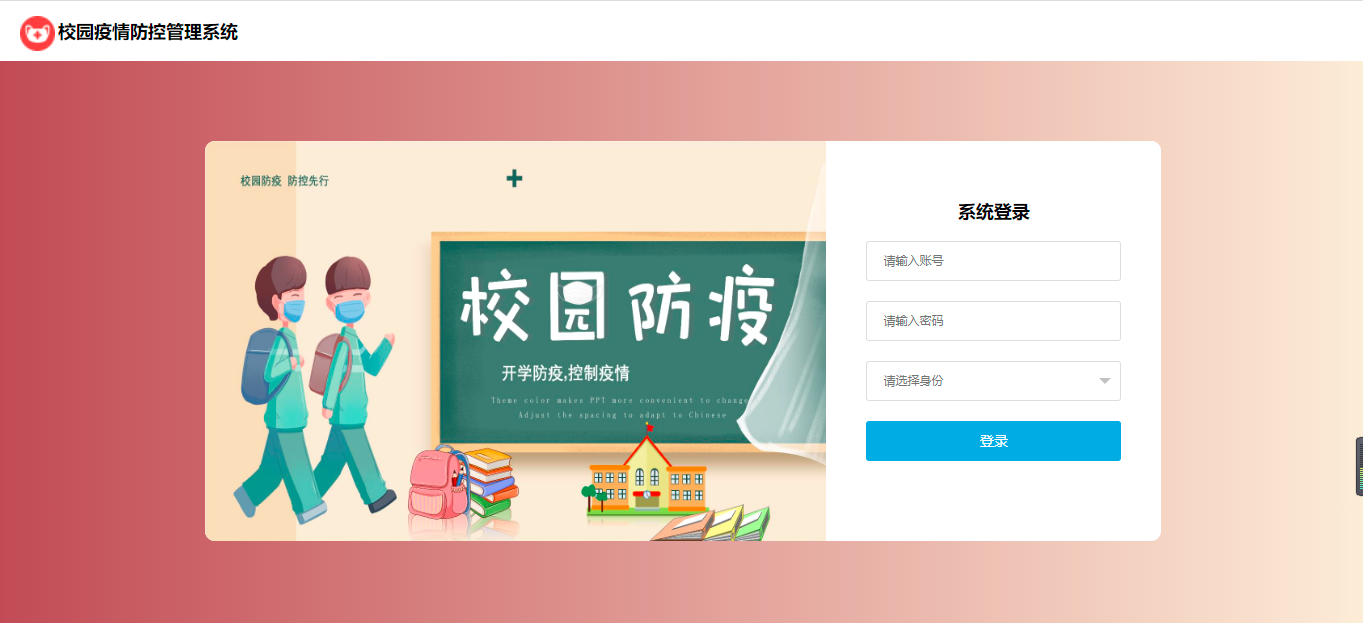 校园疫情防控管理系统
校园防疫 防控先行
校园防疫
开学防疫,控制疫情
Theme color makes PPT more convenient to change
Adjust the spacing to adapt to Chinese
系统登录
请输入账号
请输入密码
请选择身份
登录